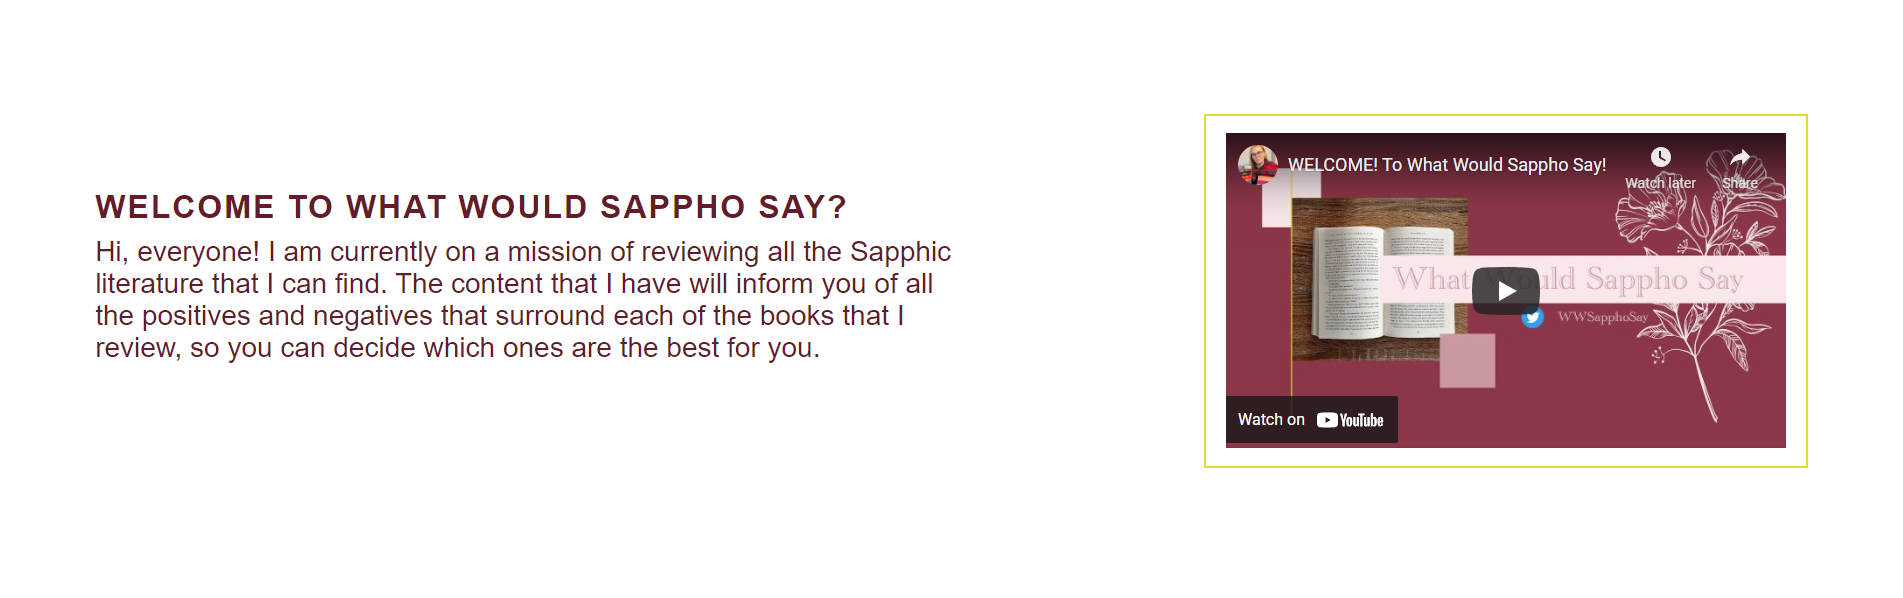 WELCOME TO WHAT WOULD SAPPHO SAY?
Hi, everyone! I am currently on a mission of reviewing all the Sapphic
literature that I can find. The content that I have will inform you of all
the positives and negatives that surround each of the books that I
review, so you can decide which ones are the best for you.
WELCOME! To What Would Sappho Say!
Watch later
Share
What uld Sappho Say
WWSapphoSay
Watch on YouTube